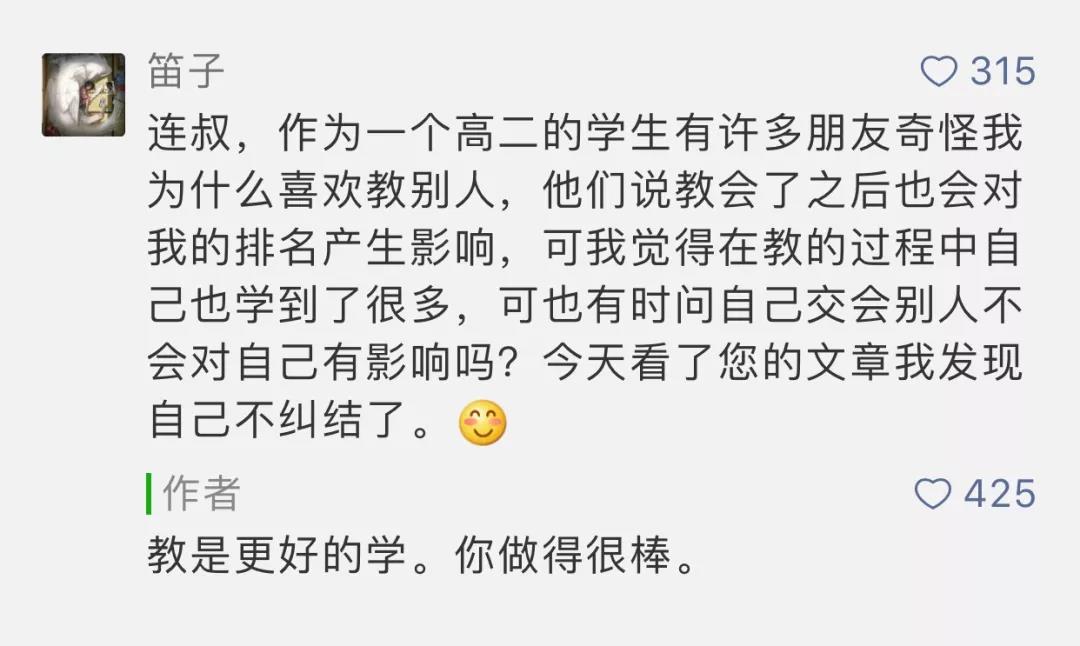 笛子
315
连叔，作为一个高二的学生有许多朋友奇怪我
为什么喜欢教别人，他们说教会了之后也会对
我的排名产生影响，可我觉得在教的过程中自
己也学到了很多，可也有时问自己交会别人不
会对自己有影响吗？今天看了您的文章我发现
自己不纠结了。😊
作者
425
教是更好的学。你做得很棒。